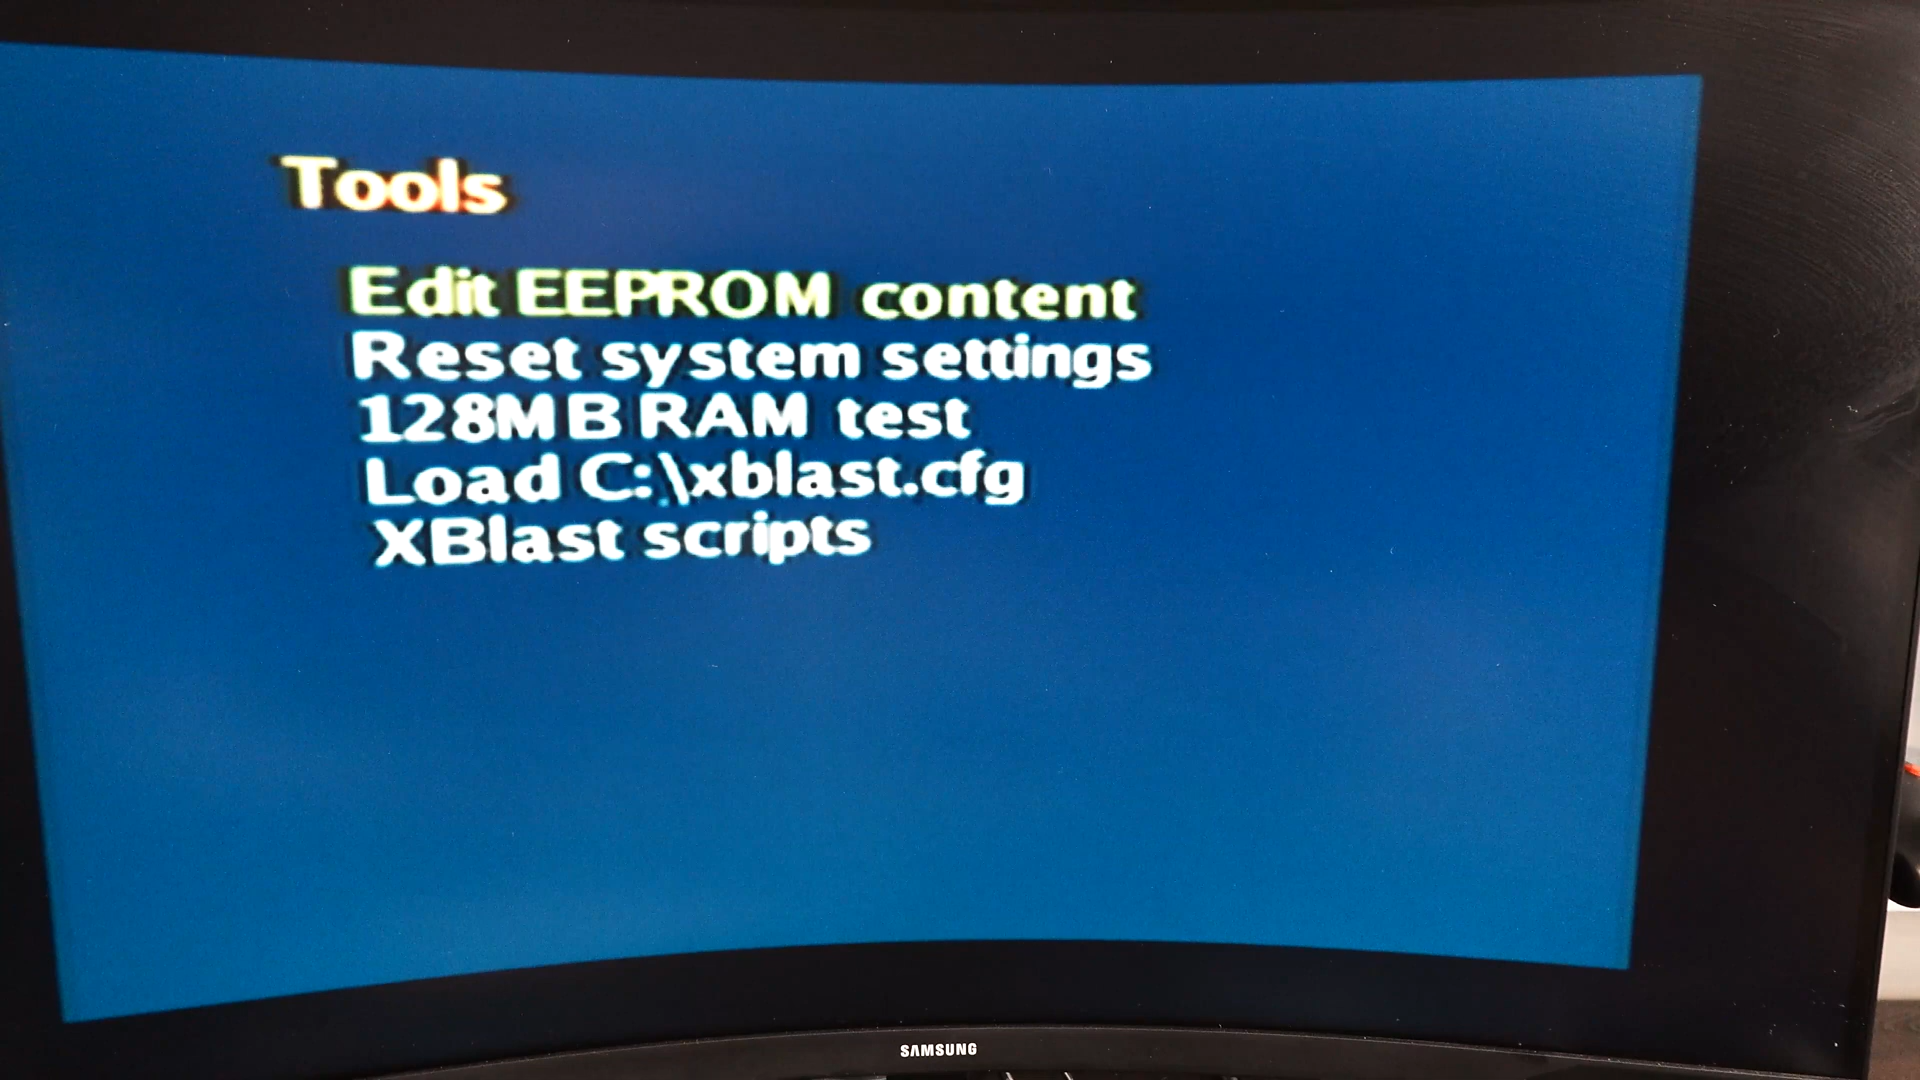 Tools
Edit EEPROM content
Reset system settings
128MB RAM test
Load C:\xblast.cfg
XBlast scripts
SAMSUNG